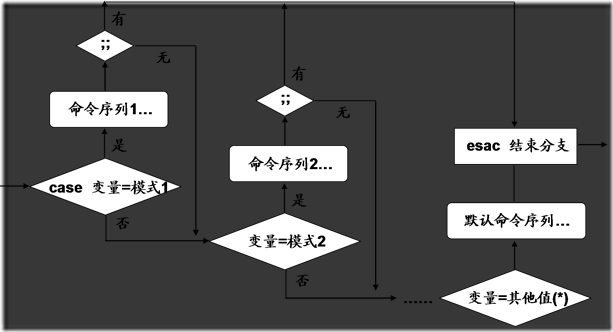 有
;;
无
命令序列1...
是
case 变量=模式1
否
有
;;
无
命令序列2...
是
变量=模式2
否
......
esac 结束分支
默认命令序列...
变量=其他值(*)